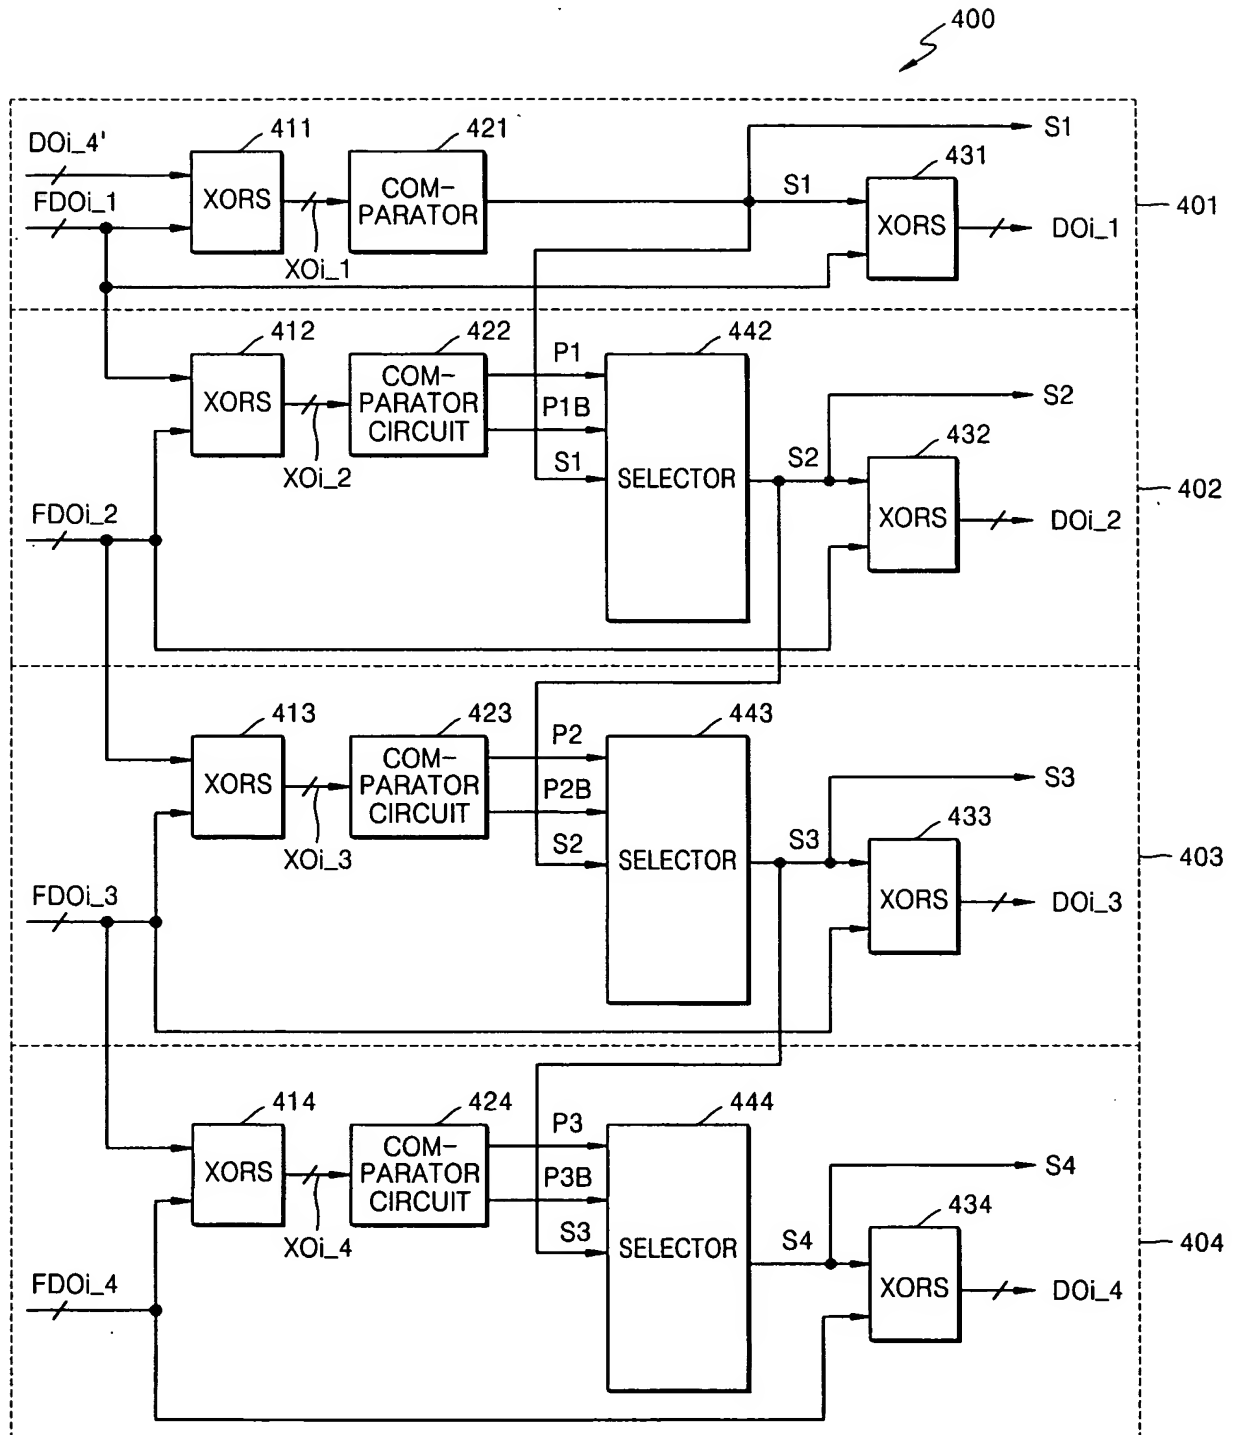 400
411
421
DOi_4'
S1
431
FDOi_1
XORS
COM-
PARATOR
S1
XORS
401
DOi_1
XOi_1
412
422
442
P1
S2
XORS
COM-
PARATOR
CIRCUIT
P1B
432
XOi_2
S1
SELECTOR
S2
402
FDOi_2
XORS
DOi_2
413
423
443
P2
S3
XORS
COM-
PARATOR
CIRCUIT
P2B
433
XOi_3
S2
SELECTOR
S3
403
FDOi_3
XORS
DOi_3
414
424
444
P3
S4
XORS
COM-
PARATOR
CIRCUIT
P3B
434
XOi_4
S3
SELECTOR
S4
404
FDOi_4
XORS
DOi_4